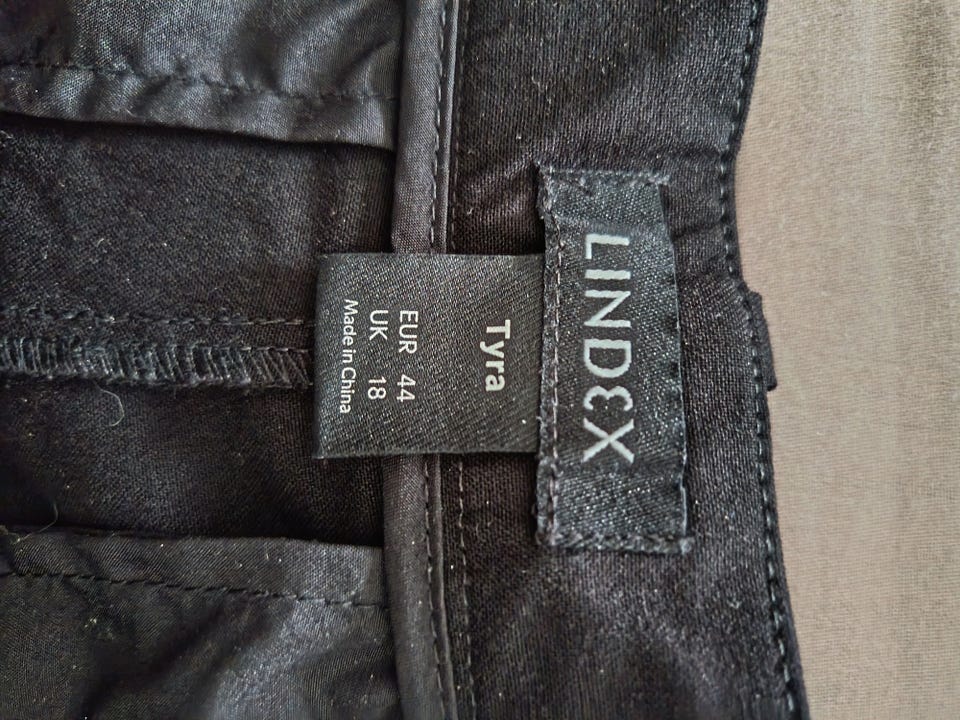 LINDEX
Tyra
EUR 44
UK 18
Made in China